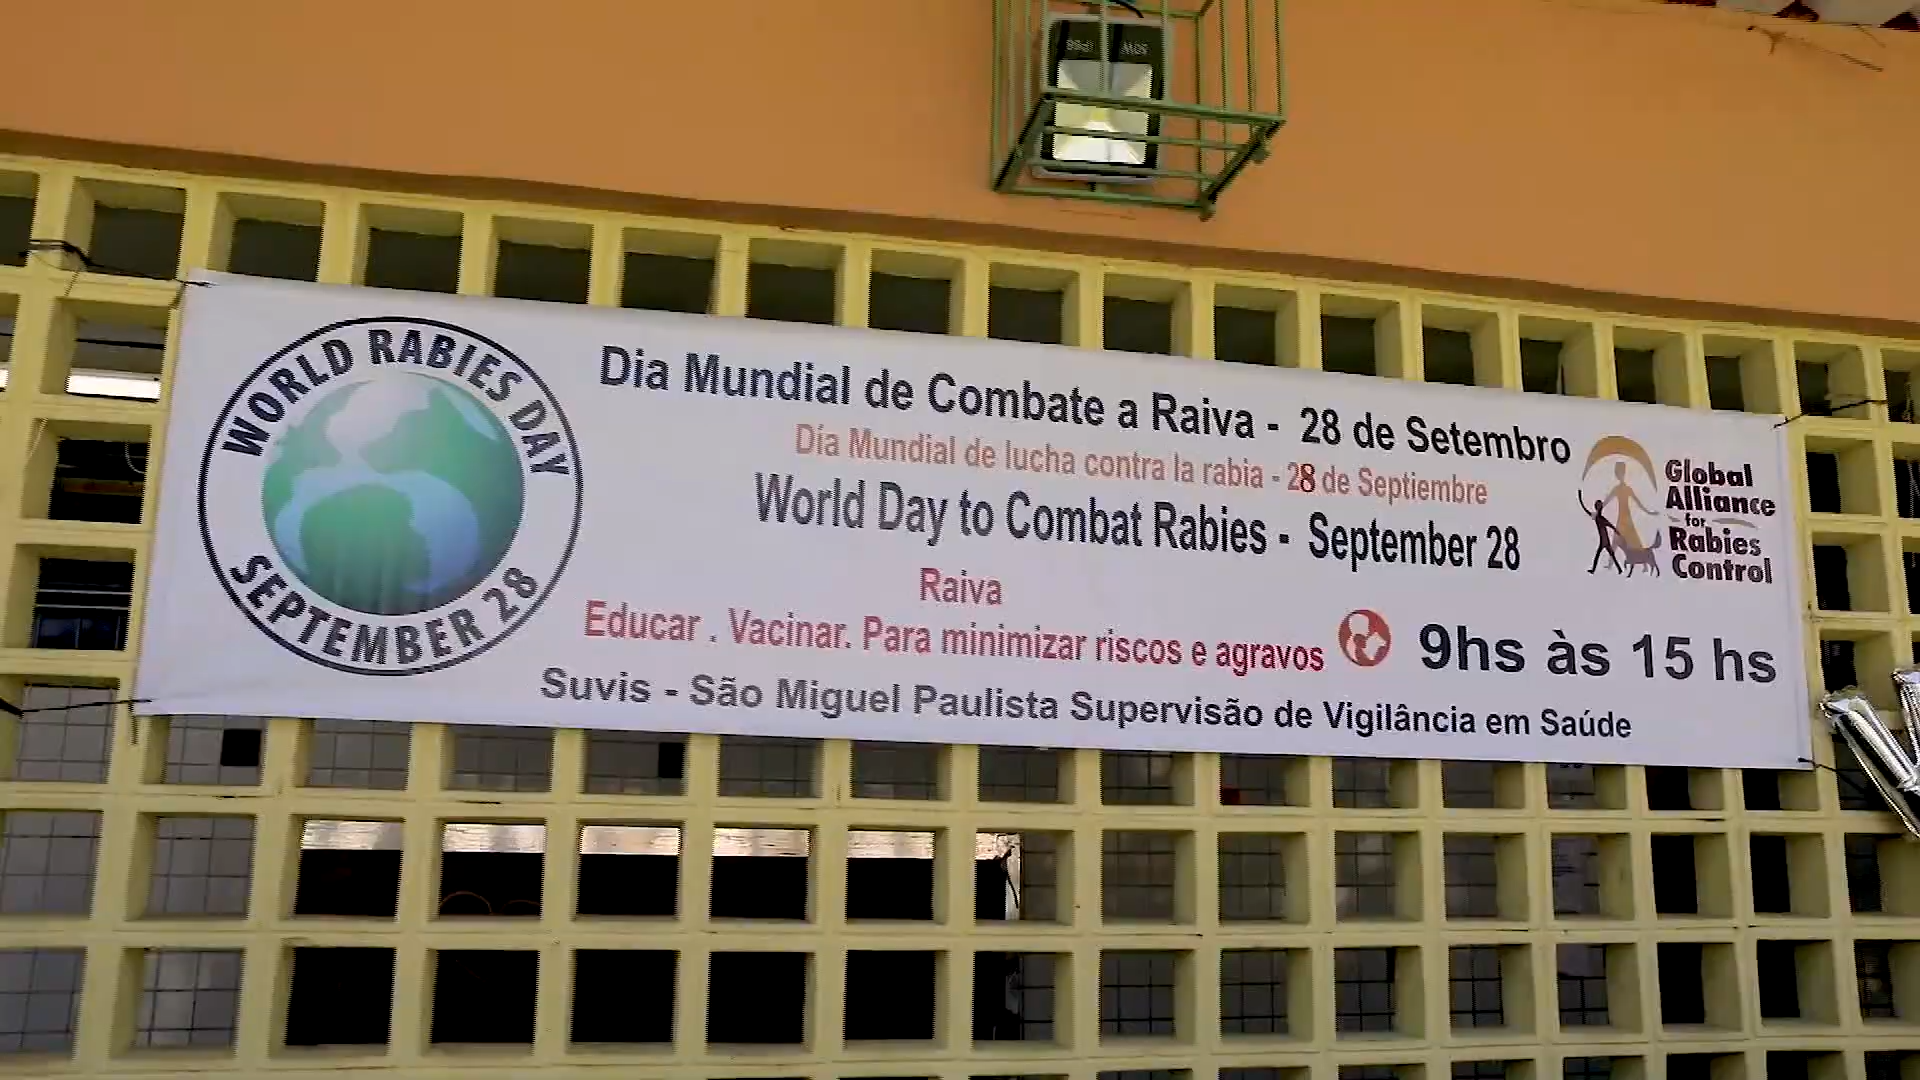 50W
IP66
WORLD RABIES DAY
SEPTEMBER 28
Dia Mundial de Combate a Raiva - 28 de Setembro
Día Mundial de lucha contra la rabia - 28 de Septiembre
World Day to Combat Rabies - September 28
Global
Alliance
for
Rabies
Control
Raiva
Educar . Vacinar. Para minimizar riscos e agravos
9hs às 15 hs
Suvis - São Miguel Paulista Supervisão de Vigilância em Saúde